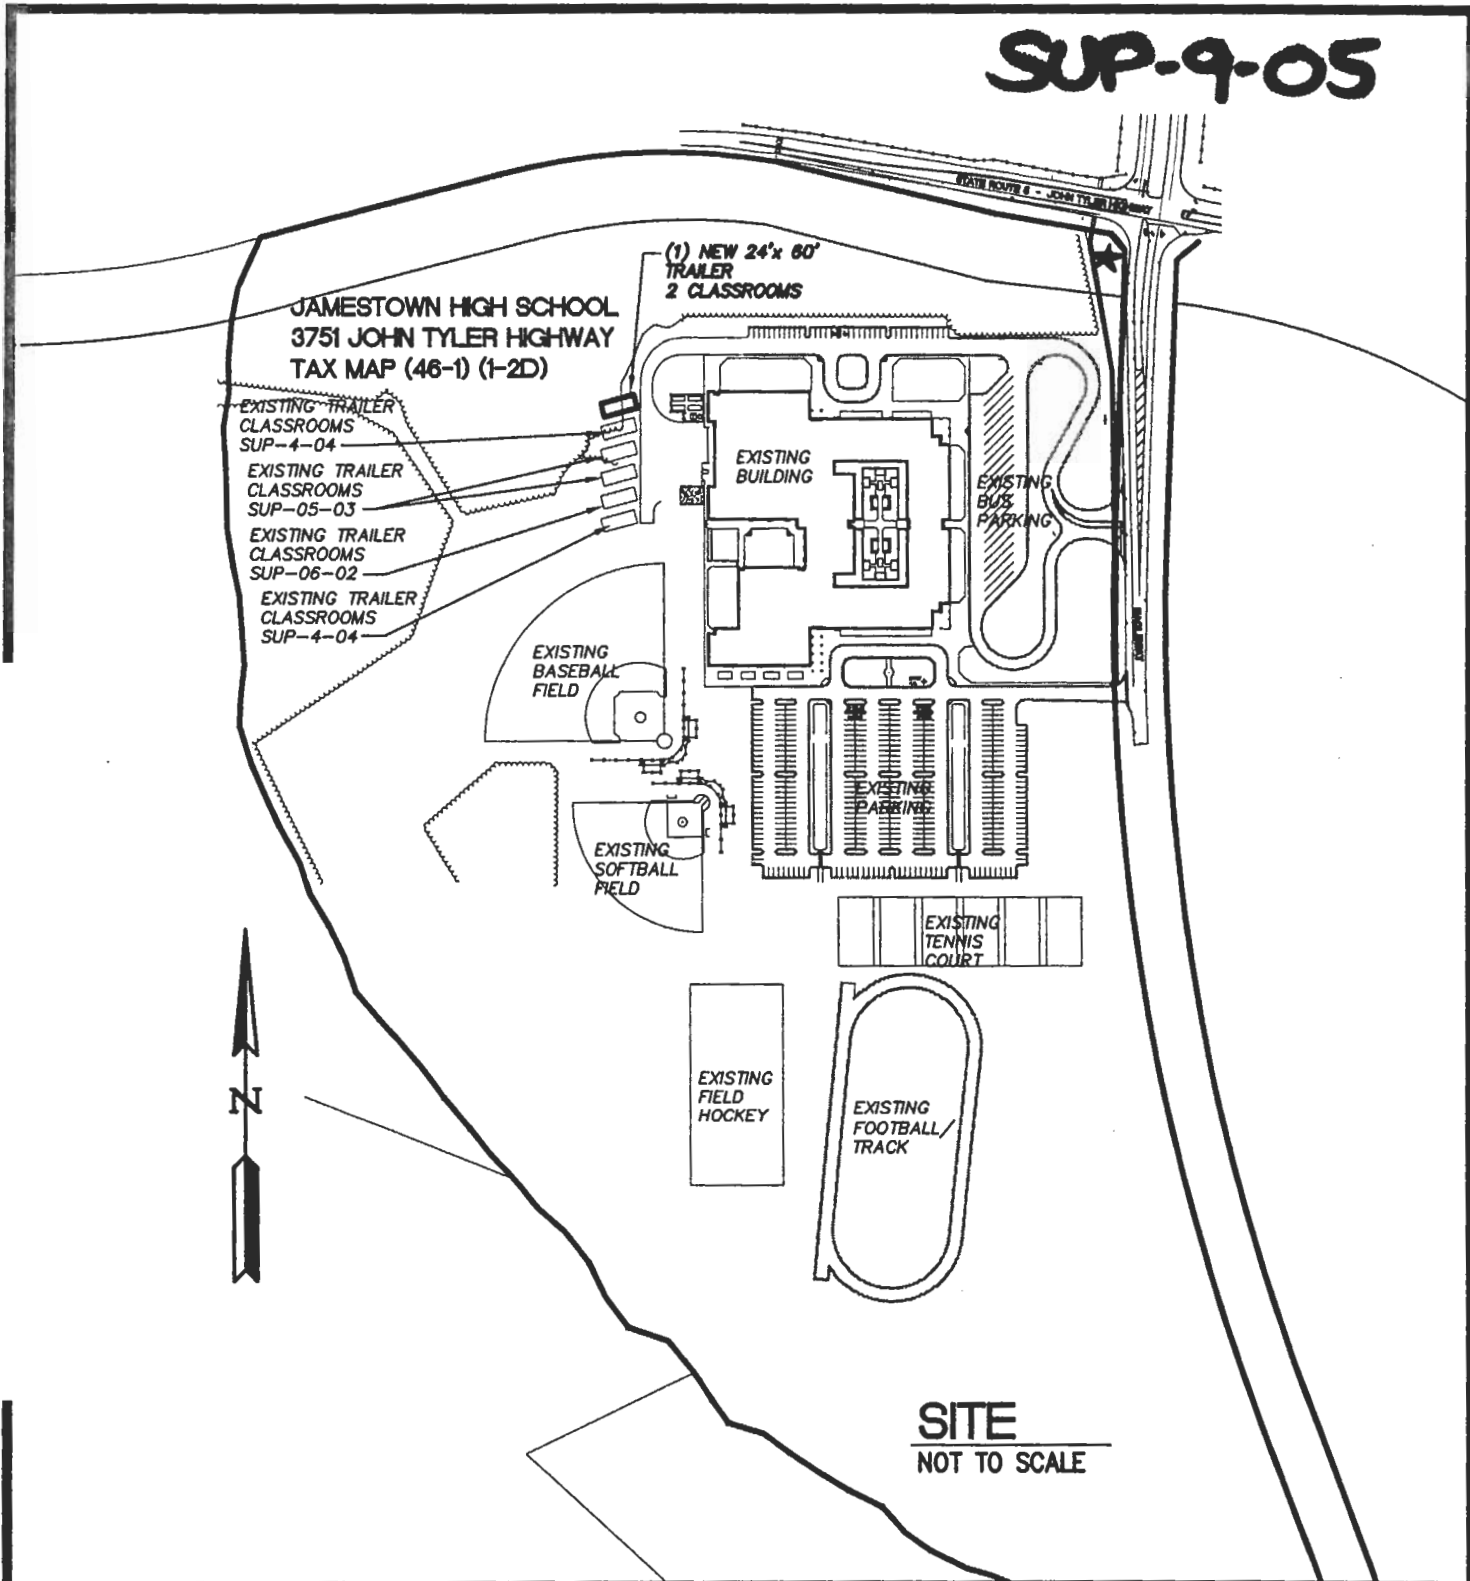 SUP-9-05
STATE ROUTE 5 - JOHN TYLER HIGHWAY
(1) NEW 24'x 60'
TRAILER
2 CLASSROOMS
JAMESTOWN HIGH SCHOOL
3751 JOHN TYLER HIGHWAY
TAX MAP (46-1) (1-2D)
EXISTING TRAILER
CLASSROOMS
SUP-4-04
EXISTING TRAILER
CLASSROOMS
SUP-05-03
EXISTING TRAILER
CLASSROOMS
SUP-06-02
EXISTING TRAILER
CLASSROOMS
SUP-4-04
EXISTING
BUILDING
EXISTING
BUS
PARKING
EXISTING
BASEBALL
FIELD
EXISTING
PARKING
EXISTING
SOFTBALL
FIELD
EXISTING
TENNIS
COURT
N
EXISTING
FIELD
HOCKEY
EXISTING
FOOTBALL/
TRACK
SITE
NOT TO SCALE